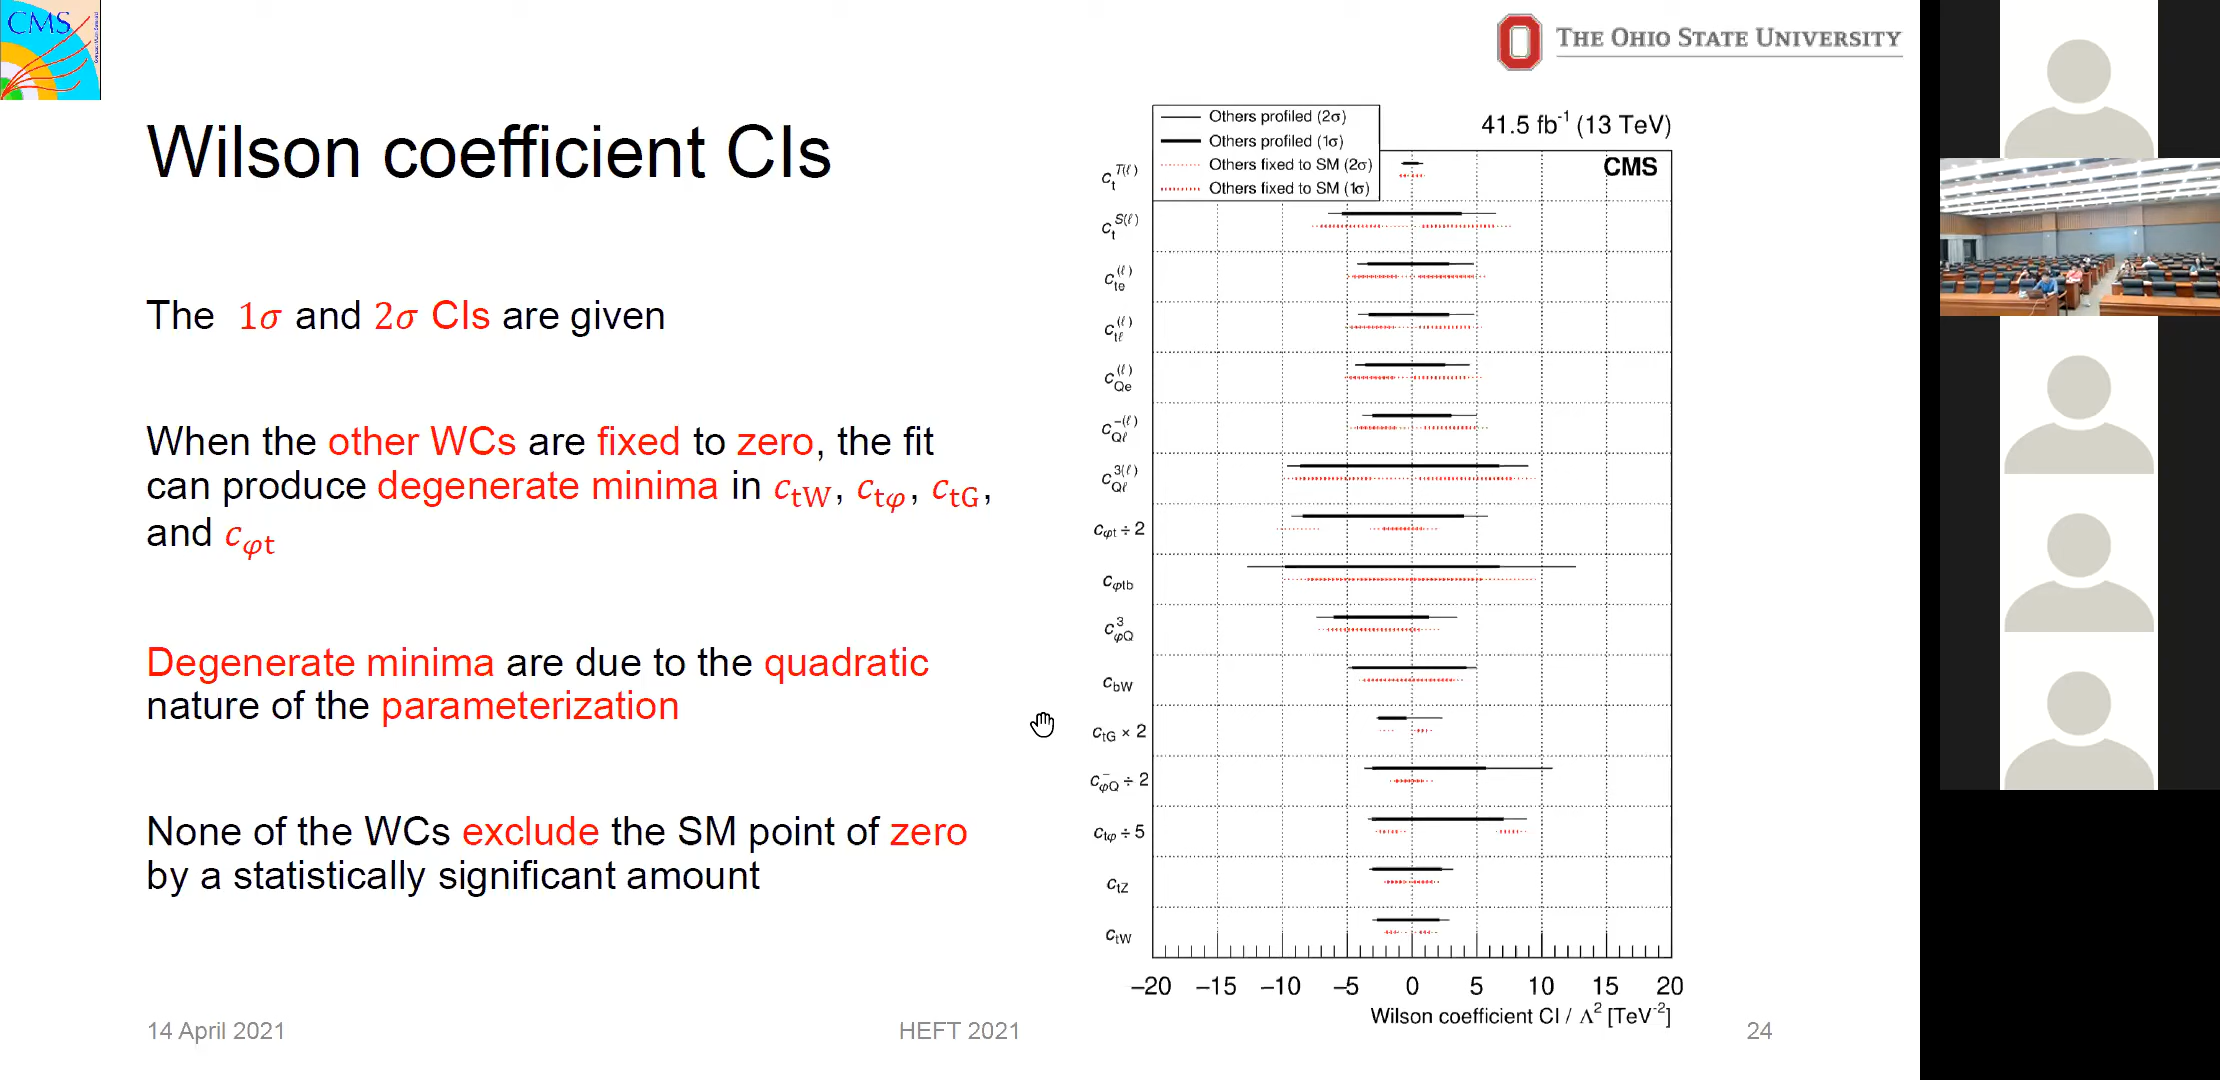 CMS
THE OHIO STATE UNIVERSITY
Wilson coefficient CIs
The 1σ and 2σ CIs are given
When the other WCs are fixed to zero, the fit
can produce degenerate minima in c_tW, c_tφ, c_tG,
and c_φt
Degenerate minima are due to the quadratic
nature of the parameterization
None of the WCs exclude the SM point of zero
by a statistically significant amount
Others profiled (2σ)
Others profiled (1σ)
Others fixed to SM (2σ)
Others fixed to SM (1σ)
41.5 fb⁻¹ (13 TeV)
CMS
c_t^T(ℓ)
c_t^S(ℓ)
c_te^(ℓ)
c_tℓ^(ℓ)
c_Qe^(ℓ)
c_Qℓ^-(ℓ)
c_Qℓ^3(ℓ)
c_φt ÷ 2
c_φtb
c_φQ^3
c_bW
c_tG × 2
c_φQ^- ÷ 2
c_tφ ÷ 5
c_tZ
c_tW
−20 −15 −10 −5 0 5 10 15 20
Wilson coefficient CI / Λ² [TeV⁻²]
14 April 2021
HEFT 2021
24